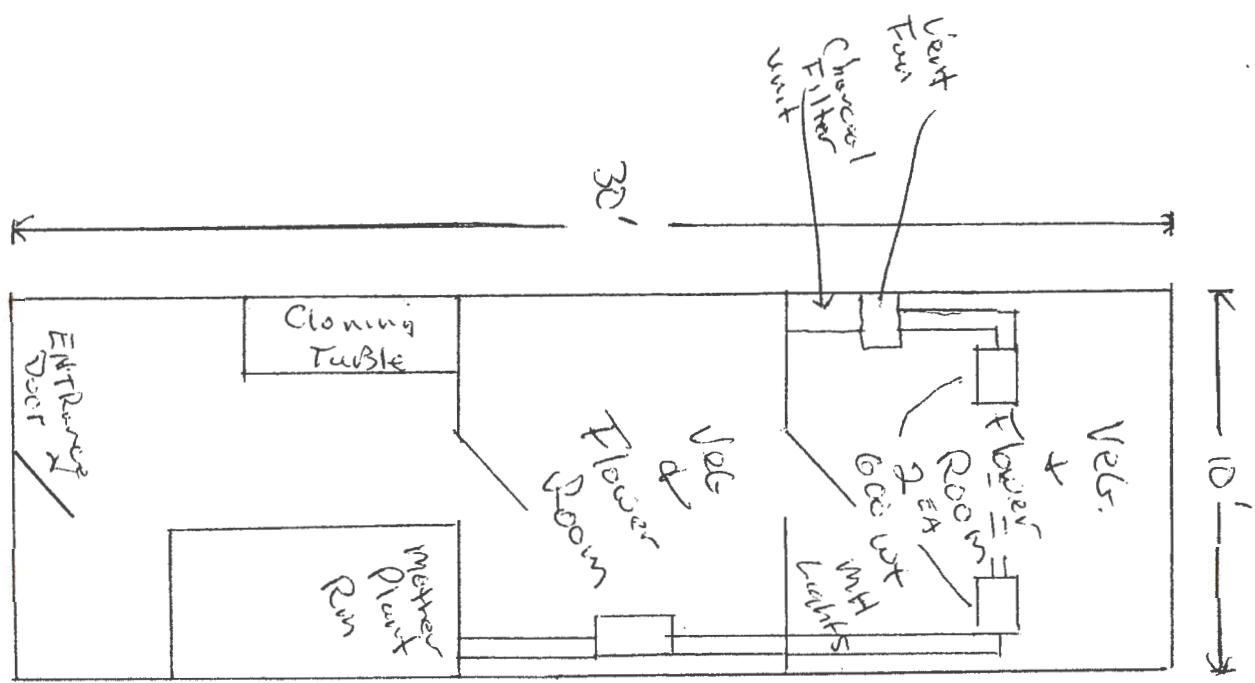 Vent
Fan
Charcoal
Filter
Unit
30'
10'
ENTRance
Door
Cloning
TaBle
Mother
Plant
Rm
VeG
&
Flower
Room
VeG.
&
Flower
ROOM
2 EA
600 WT
MH
Lights